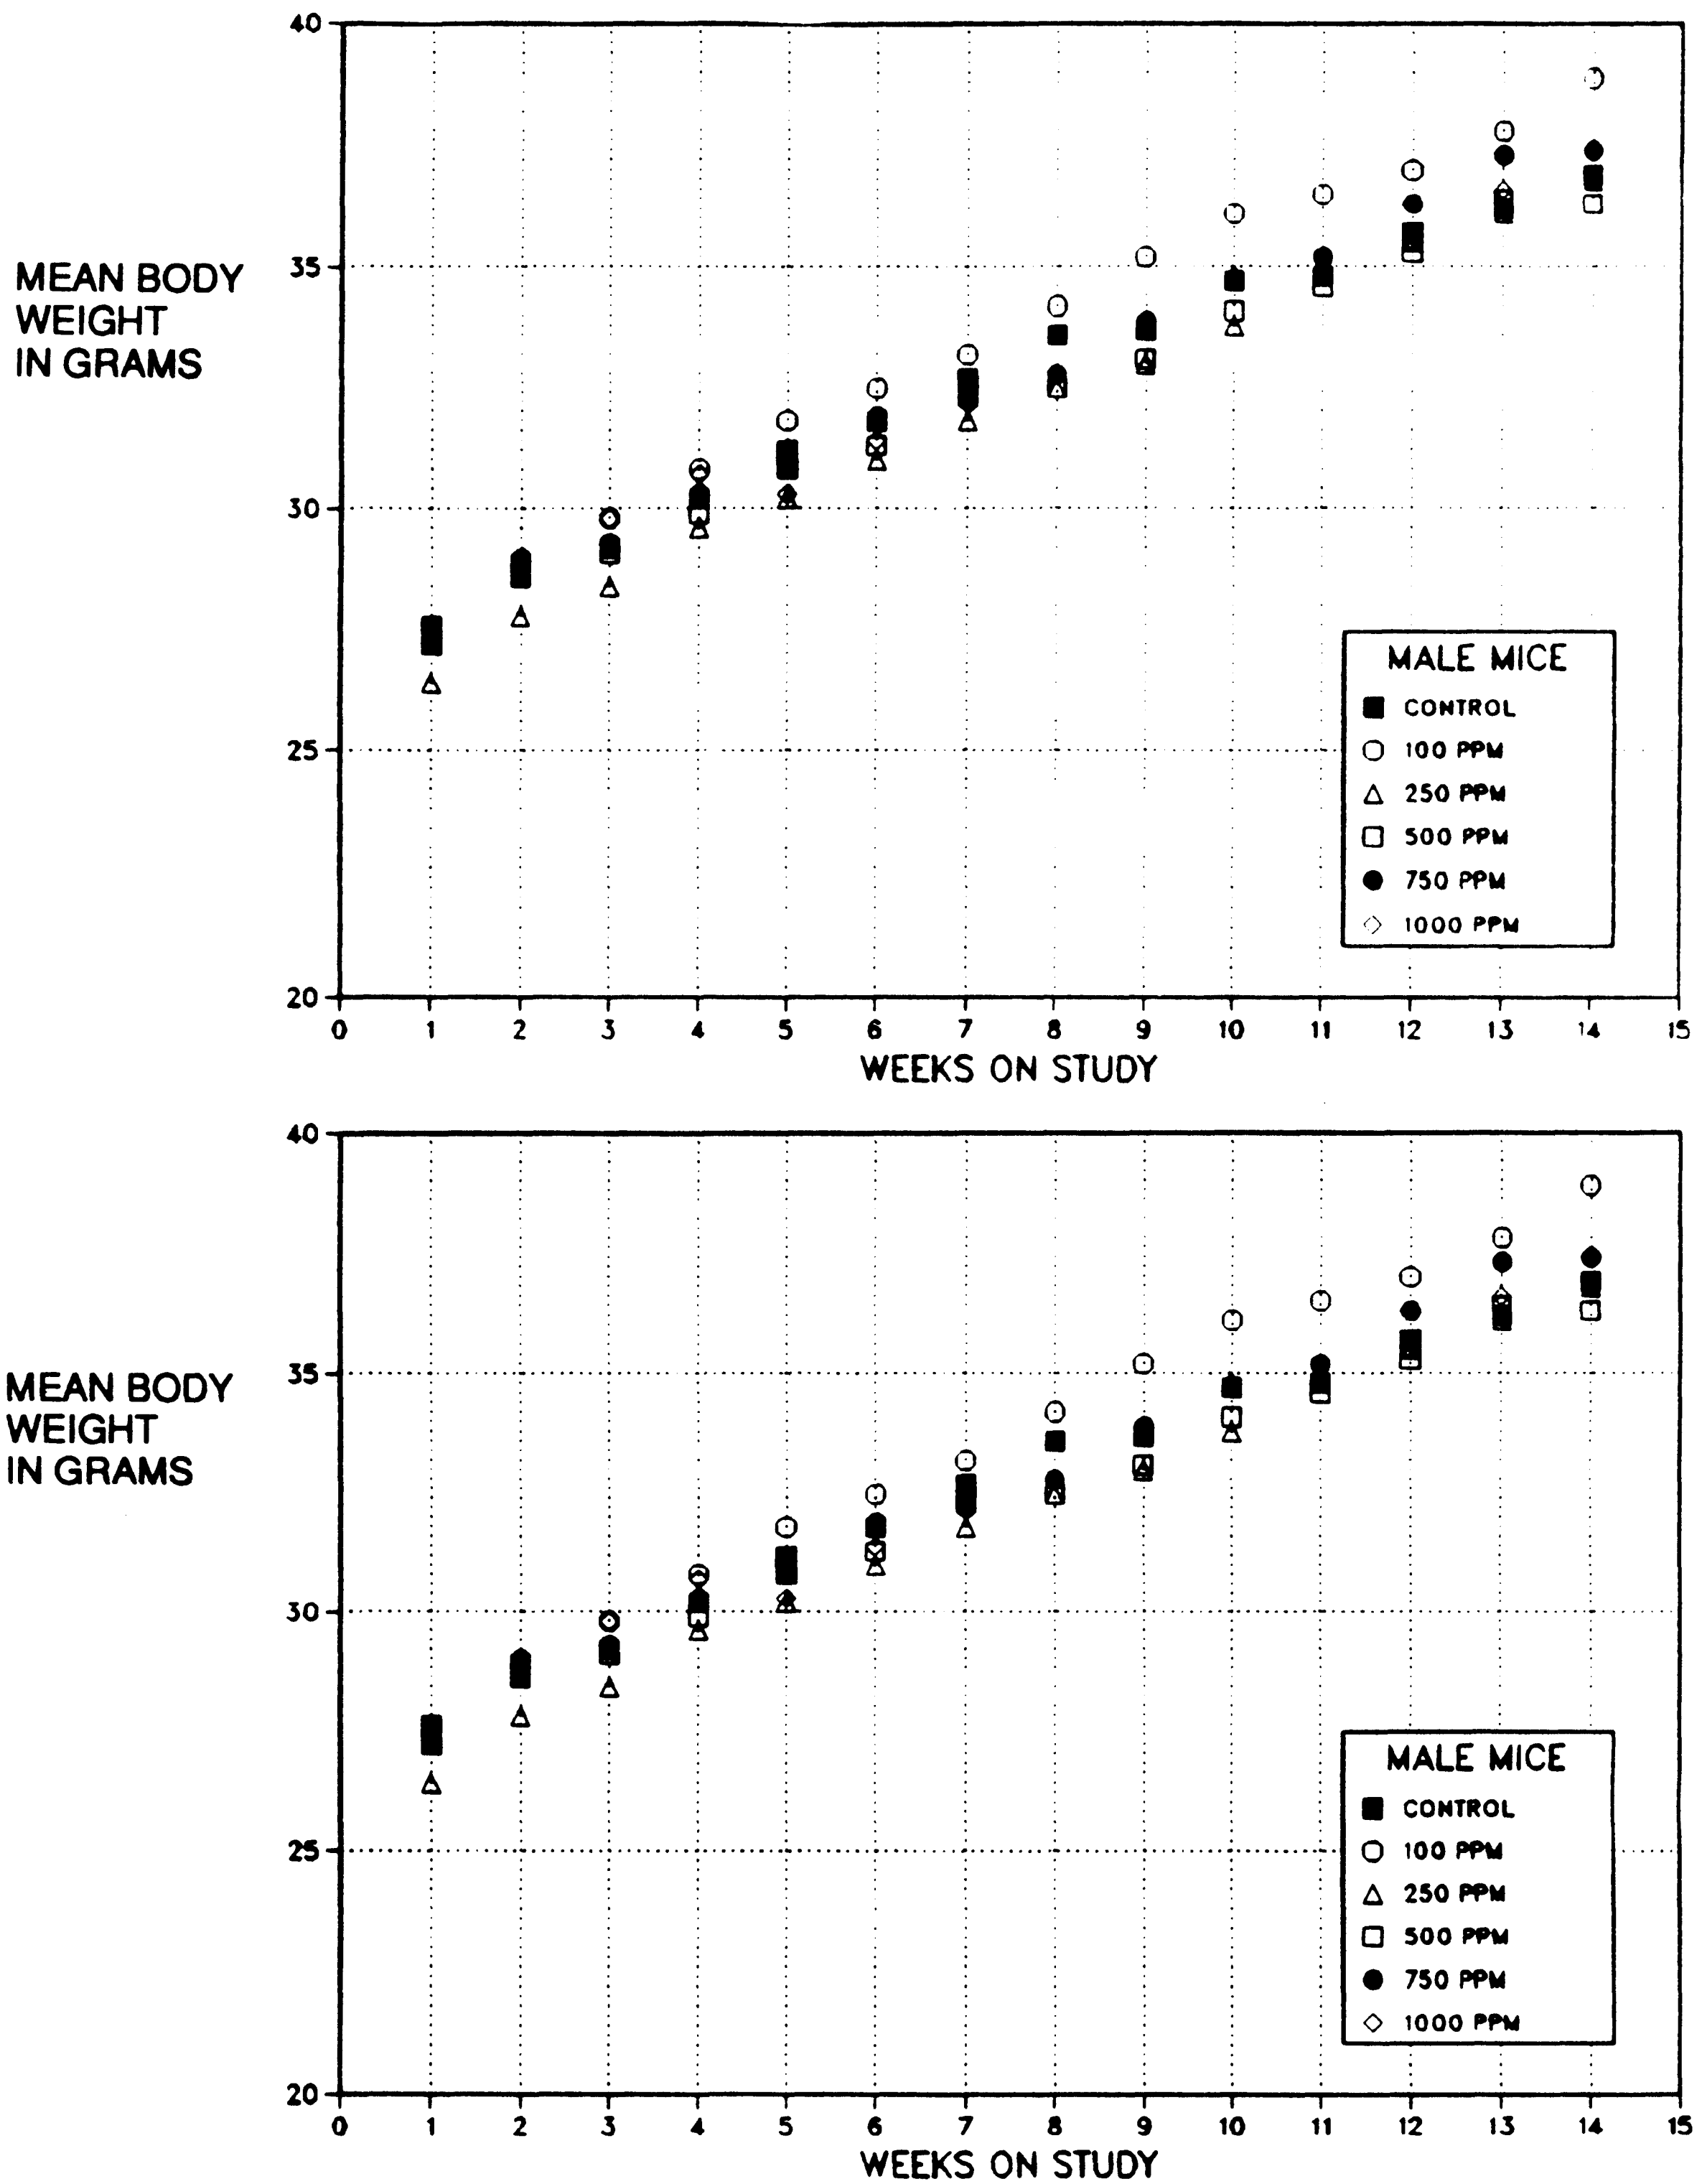 40
35
30
25
20
MEAN BODY
WEIGHT
IN GRAMS
MALE MICE
CONTROL
100 PPM
250 PPM
500 PPM
750 PPM
1000 PPM
0 1 2 3 4 5 6 7 8 9 10 11 12 13 14 15
WEEKS ON STUDY
40
35
30
25
20
MEAN BODY
WEIGHT
IN GRAMS
MALE MICE
CONTROL
100 PPM
250 PPM
500 PPM
750 PPM
1000 PPM
0 1 2 3 4 5 6 7 8 9 10 11 12 13 14 15
WEEKS ON STUDY